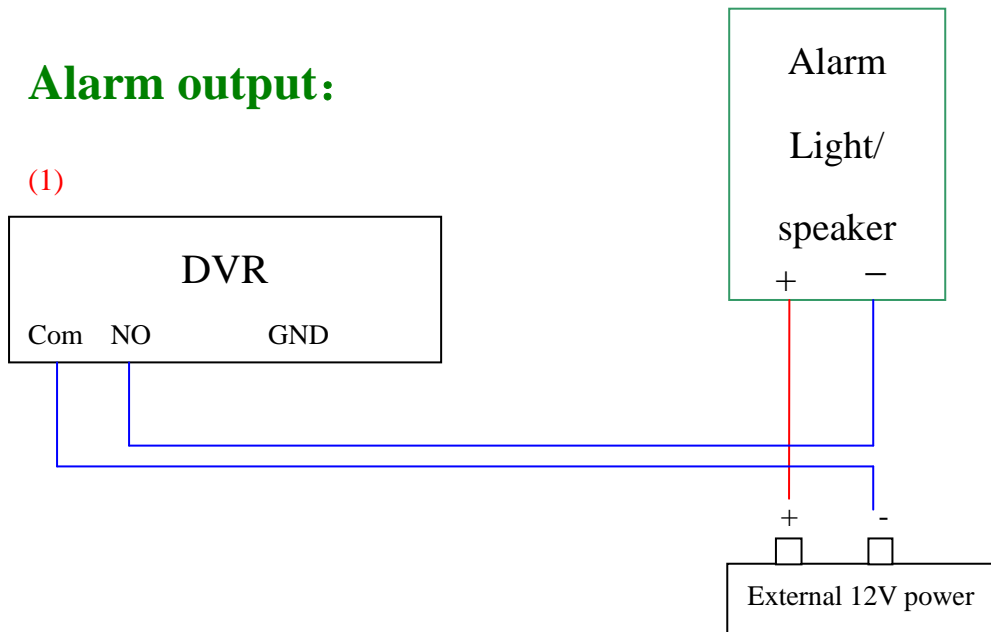 Alarm output：
(1)
DVR
Com NO GND
Alarm
Light/
speaker
+ −
+ -
External 12V power